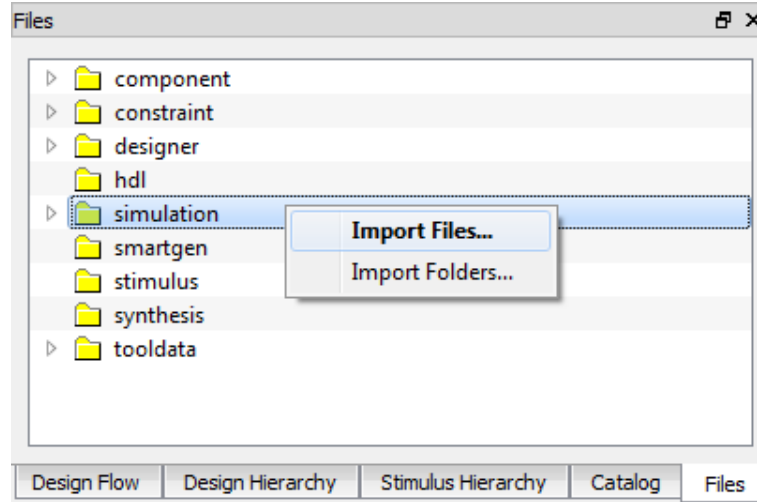 Files
component
constraint
designer
hdl
simulation
Import Files...
smartgen
Import Folders...
stimulus
synthesis
tooldata
Design Flow Design Hierarchy Stimulus Hierarchy Catalog Files